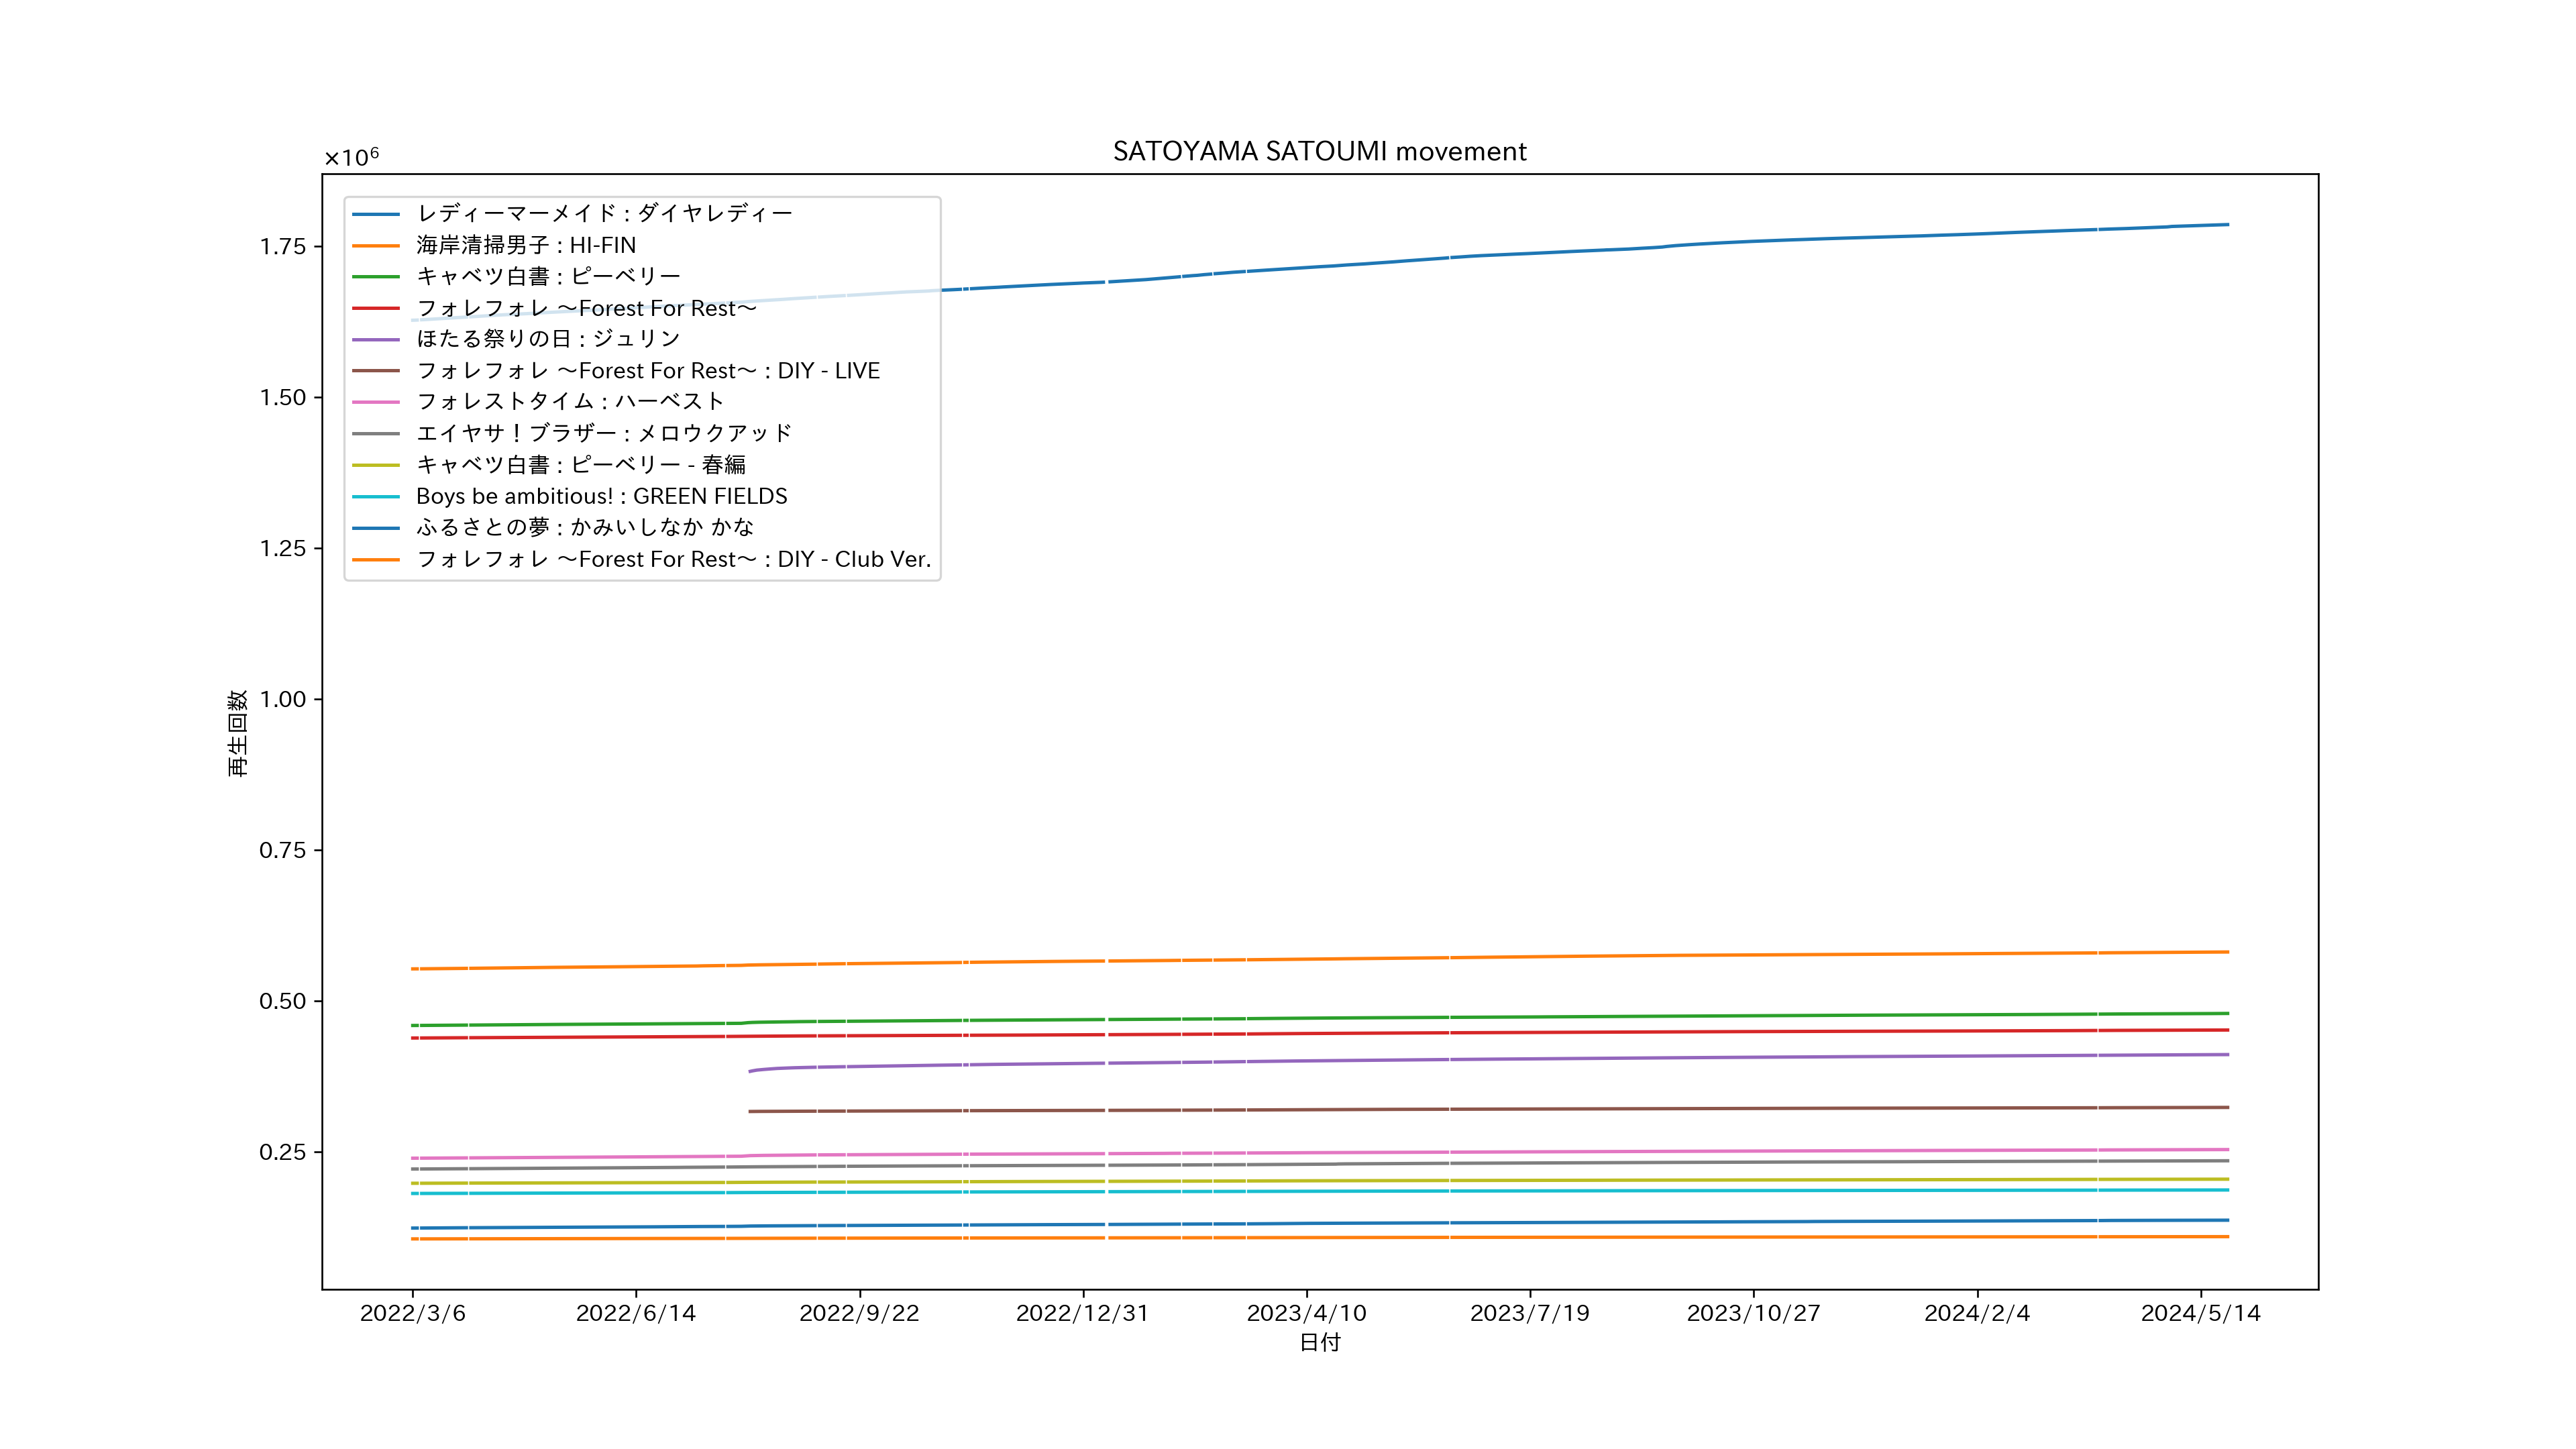 SATOYAMA SATOUMI movement
×10⁶
1.75
1.50
1.25
1.00
0.75
0.50
0.25
再生回数
レディーマーメイド : ダイヤレディー
海岸清掃男子 : HI-FIN
キャベツ白書 : ピーベリー
フォレフォレ ～Forest For Rest～
ほたる祭りの日 : ジュリン
フォレフォレ ～Forest For Rest～ : DIY - LIVE
フォレストタイム : ハーベスト
エイヤサ！ブラザー : メロウクアッド
キャベツ白書 : ピーベリー - 春編
Boys be ambitious! : GREEN FIELDS
ふるさとの夢 : かみいしなか かな
フォレフォレ ～Forest For Rest～ : DIY - Club Ver.
2022/3/6 2022/6/14 2022/9/22 2022/12/31 2023/4/10 2023/7/19 2023/10/27 2024/2/4 2024/5/14
日付